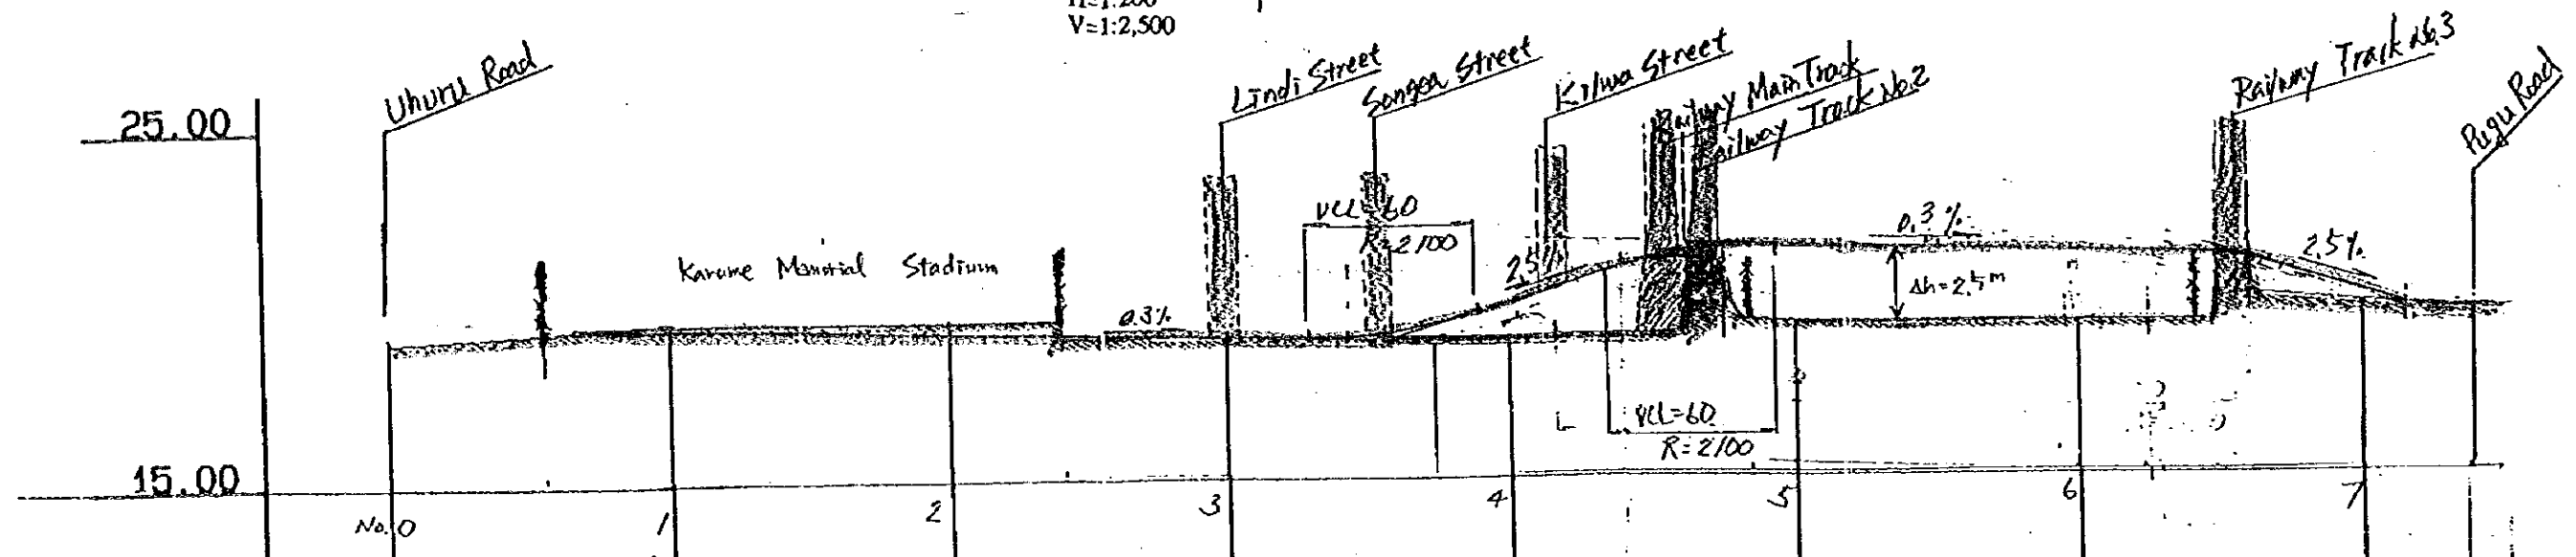 V=1:2,500
Uhuru Road
Lindi Street
Songea Street
Kilwa Street
Railway Main Track
Railway Track No.2
Railway Track No.3
Pugu Road
25.00
Karume Memorial Stadium
0.3%
VCL=60
R=2100
2.5
0.3%
Δh=2.5m
2.5%
VCL=60
R=2100
15.00
No.0
1
2
3
4
5
6
7